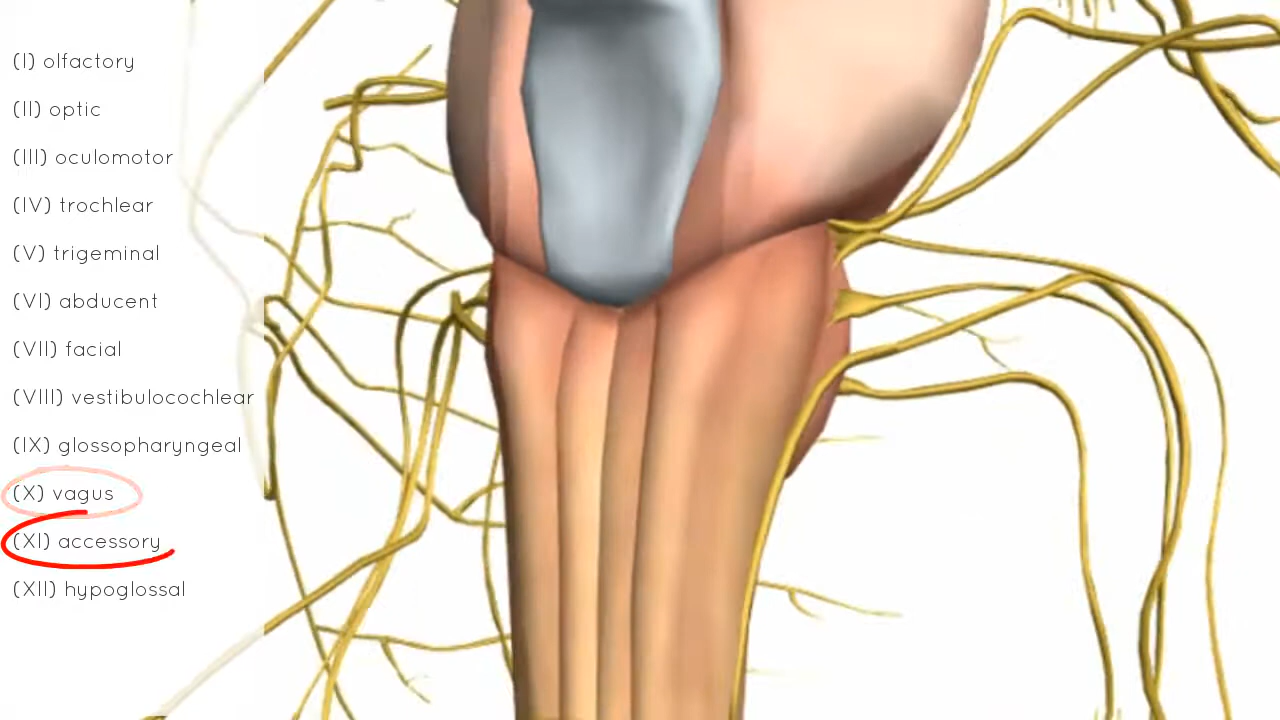 (I) olfactory
(II) optic
(III) oculomotor
(IV) trochlear
(V) trigeminal
(VI) abducent
(VII) facial
(VIII) vestibulocochlear
(IX) glossopharyngeal
(X) vagus
(XI) accessory
(XII) hypoglossal